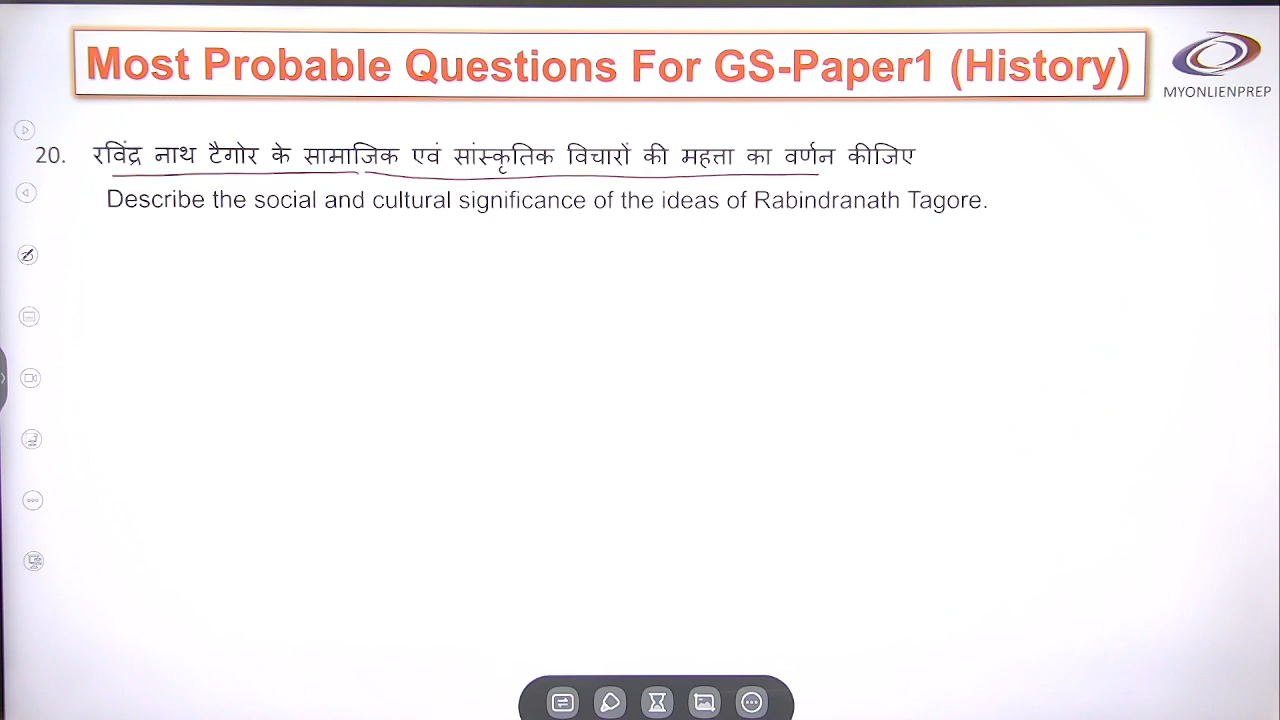 Most Probable Questions For GS-Paper1 (History)
MYONLIENPREP
20. रविंद्र नाथ टैगोर के सामाजिक एवं सांस्कृतिक विचारों की महत्ता का वर्णन कीजिए
Describe the social and cultural significance of the ideas of Rabindranath Tagore.